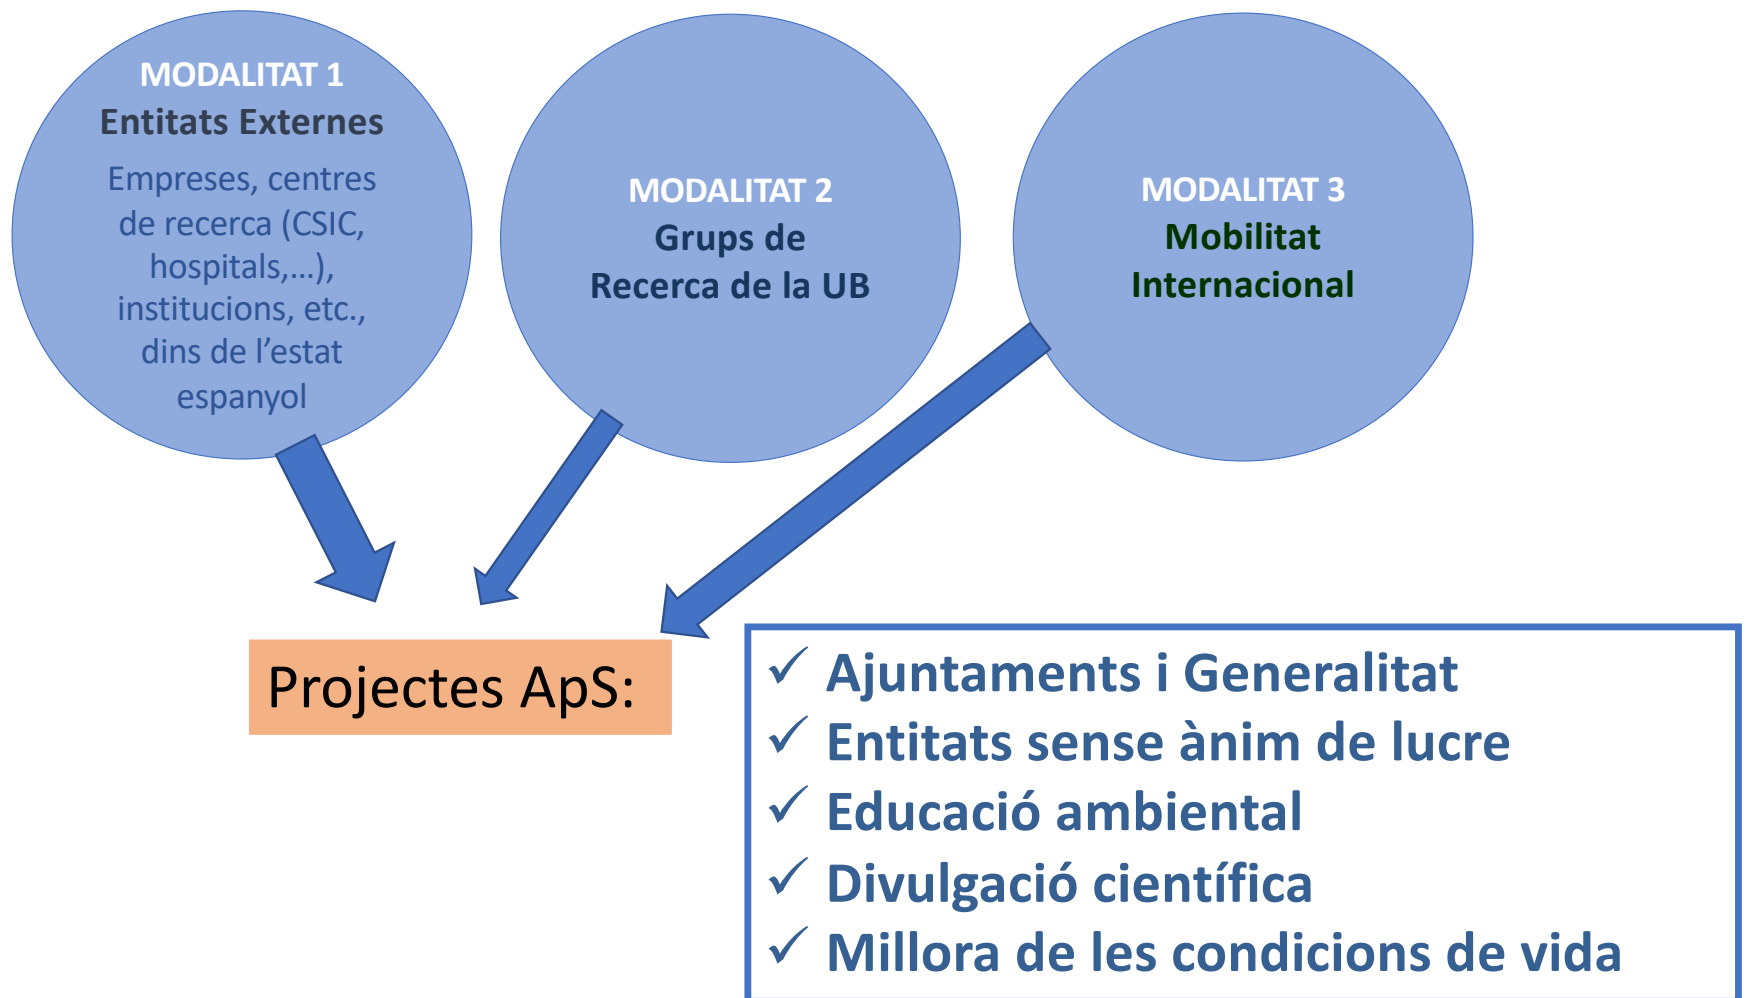 MODALITAT 1
Entitats Externes
Empreses, centres
de recerca (CSIC,
hospitals,...),
institucions, etc.,
dins de l’estat
espanyol
MODALITAT 2
Grups de
Recerca de la UB
MODALITAT 3
Mobilitat
Internacional
Projectes ApS:
✓ Ajuntaments i Generalitat
✓ Entitats sense ànim de lucre
✓ Educació ambiental
✓ Divulgació científica
✓ Millora de les condicions de vida